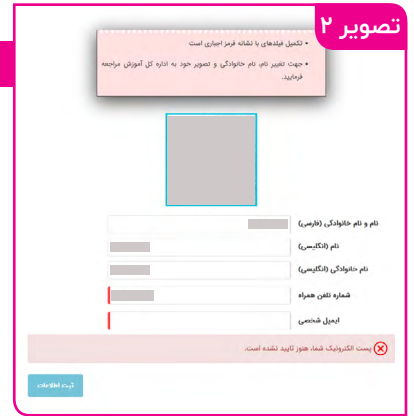 تصویر ۲
• تکمیل فیلدهای با نشانه قرمز اجباری است
• جهت تغییر نام، نام خانوادگی و تصویر خود به اداره کل آموزش مراجعه
فرمایید.
نام و نام خانوادگی (فارسی)
نام (انگلیسی)
نام خانوادگی (انگلیسی)
شماره تلفن همراه
ایمیل شخصی
پست الکترونیک شما، هنوز تایید نشده است.
ثبت اطلاعات